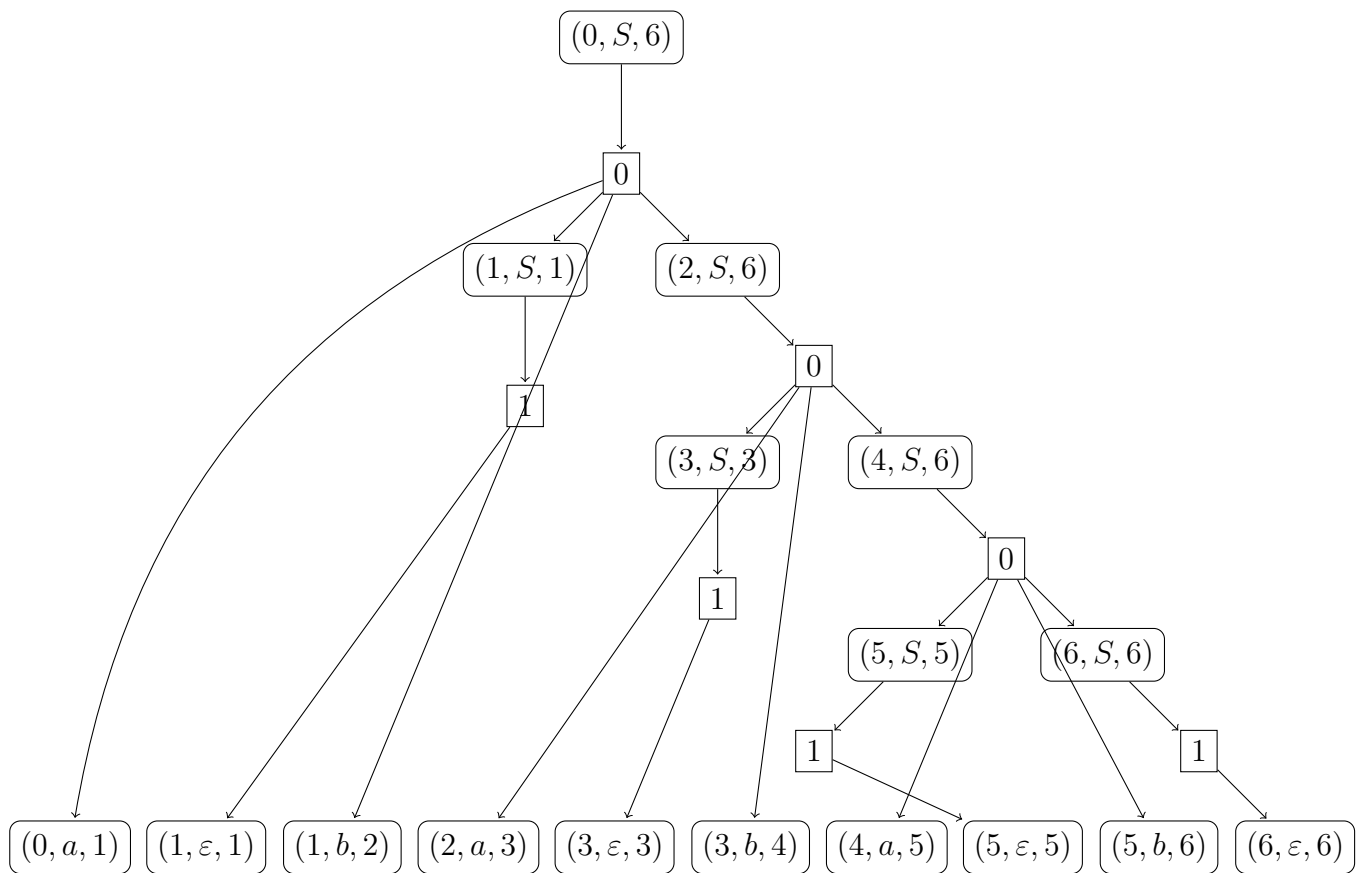 (0, S, 6)
0
(1, S, 1) (2, S, 6)
0
1
(3, S, 3) (4, S, 6)
0
1
(5, S, 5) (6, S, 6)
1 1
(0, a, 1) (1, ε, 1) (1, b, 2) (2, a, 3) (3, ε, 3) (3, b, 4) (4, a, 5) (5, ε, 5) (5, b, 6) (6, ε, 6)